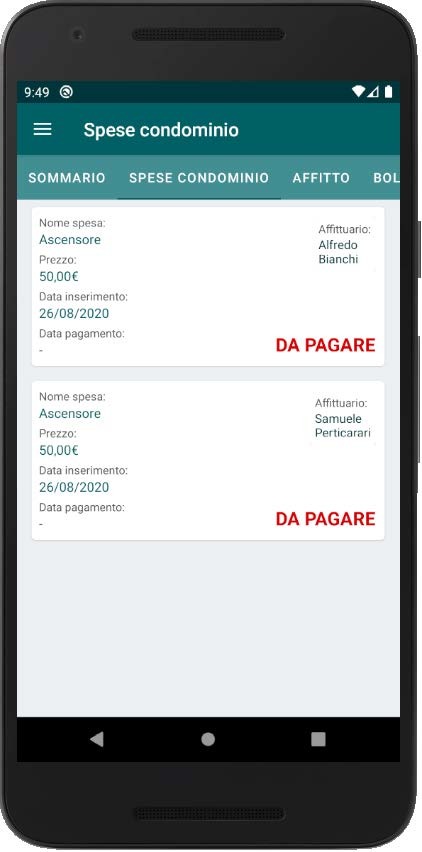 9:49
Spese condominio
SOMMARIO SPESE CONDOMINIO AFFITTO BOL
Nome spesa:
Ascensore
Prezzo:
50,00€
Data inserimento:
26/08/2020
Data pagamento:
-
Affittuario:
Alfredo
Bianchi
DA PAGARE
Nome spesa:
Ascensore
Prezzo:
50,00€
Data inserimento:
26/08/2020
Data pagamento:
-
Affittuario:
Samuele
Perticarari
DA PAGARE